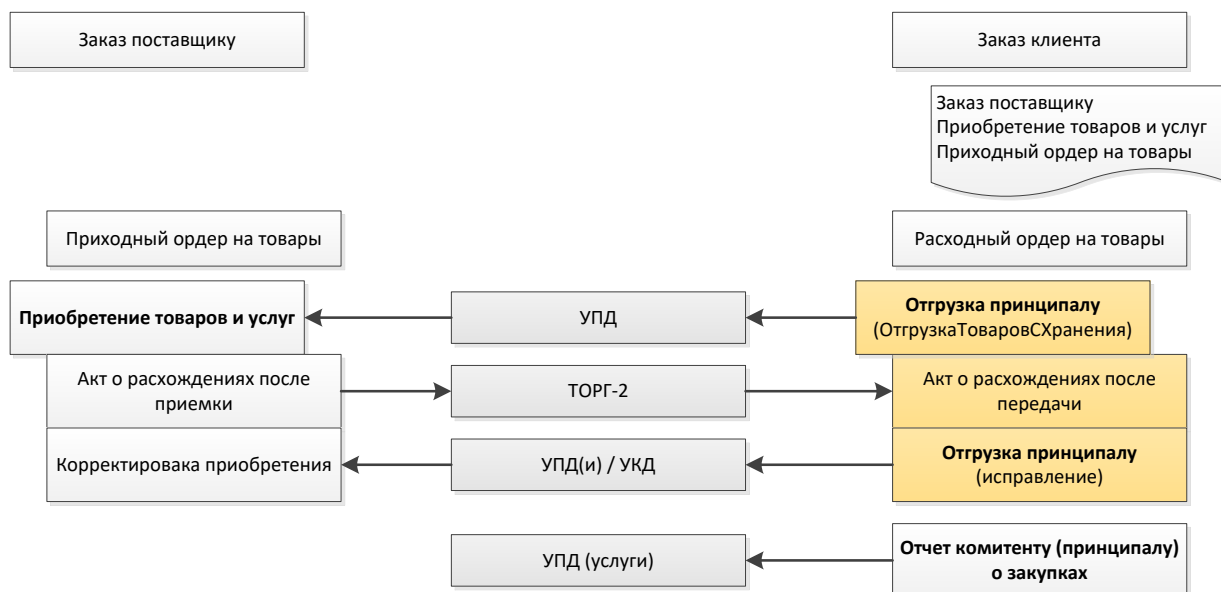 Заказ поставщику
Заказ клиента
Заказ поставщику
Приобретение товаров и услуг
Приходный ордер на товары
Приходный ордер на товары
Расходный ордер на товары
Приобретение товаров и услуг
УПД
Отгрузка принципалу
(ОтгрузкаТоваровСХранения)
Акт о расхождениях после
приемки
ТОРГ-2
Акт о расхождениях после
передачи
Корректировака приобретения
УПД(и) / УКД
Отгрузка принципалу
(исправление)
УПД (услуги)
Отчет комитенту (принципалу)
о закупках